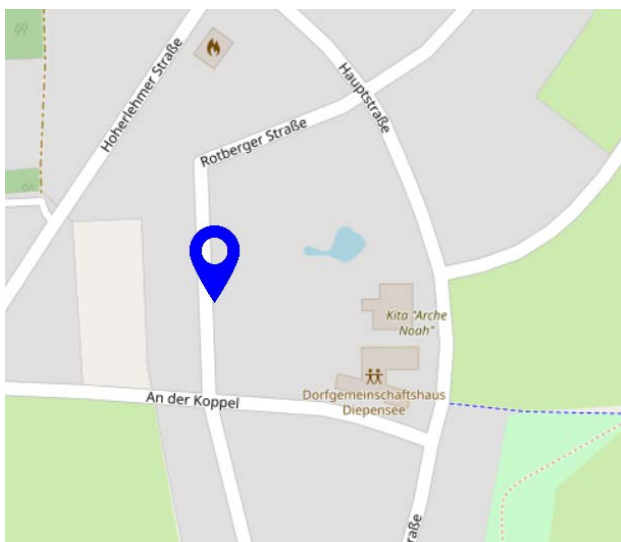 Hoherlehmer Straße
Hauptstraße
Rotberger Straße
Kita "Arche
Noah"
An der Koppel
Dorfgemeinschaftshaus
Diepensee
raße